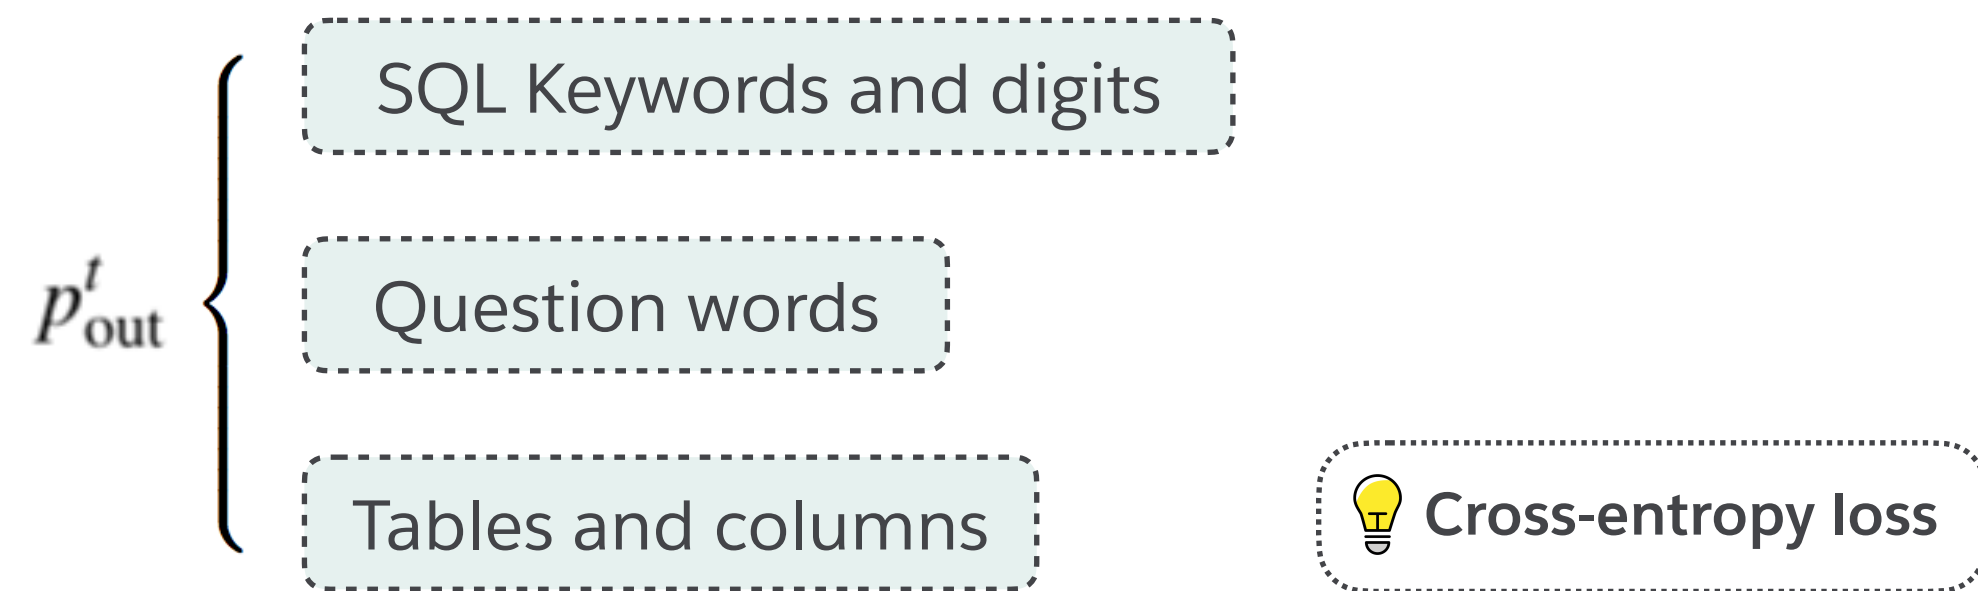 SQL Keywords and digits
p^t_out
Question words
Tables and columns
Cross-entropy loss